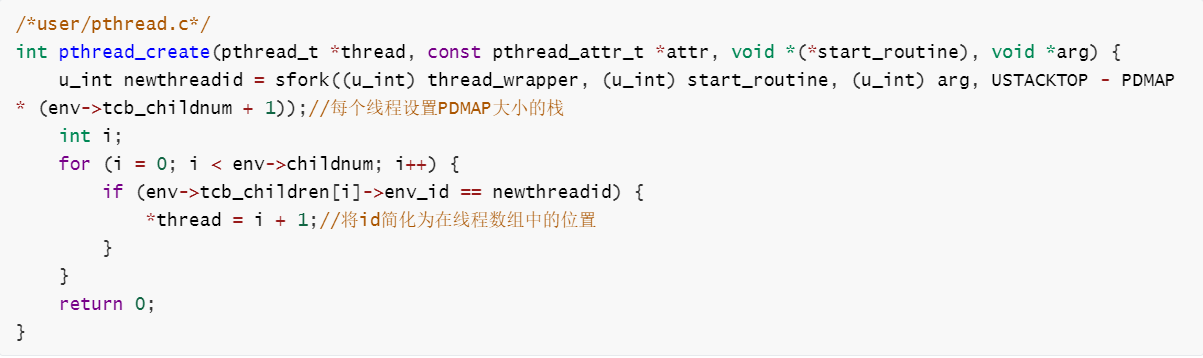 /*user/pthread.c*/
int pthread_create(pthread_t *thread, const pthread_attr_t *attr, void *(*start_routine), void *arg) {
    u_int newthreadid = sfork((u_int) thread_wrapper, (u_int) start_routine, (u_int) arg, USTACKTOP - PDMAP
* (env->tcb_childnum + 1));//每个线程设置PDMAP大小的栈
    int i;
    for (i = 0; i < env->childnum; i++) {
        if (env->tcb_children[i]->env_id == newthreadid) {
            *thread = i + 1;//将id简化为在线程数组中的位置
        }
    }
    return 0;
}